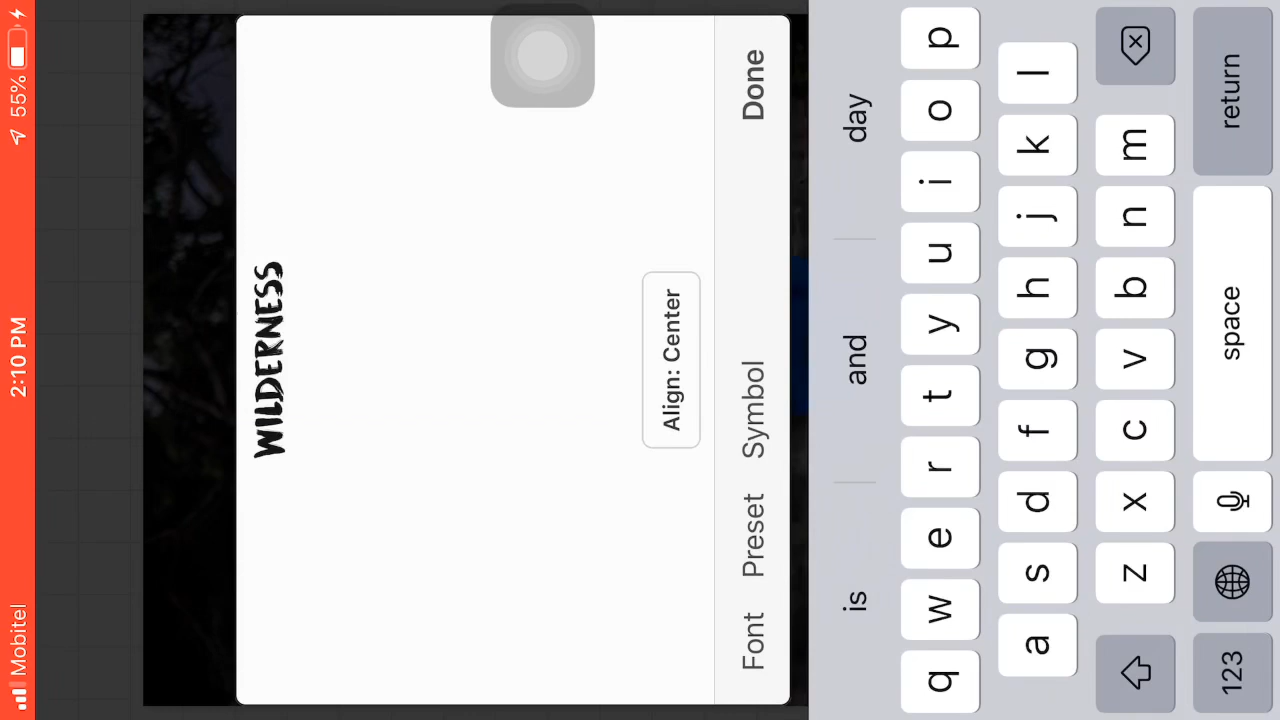 Mobitel 2:10 PM 55%
WILDERNESS
Align: Center
Font Preset Symbol Done
is and day
q w e r t y u i o p
a s d f g h j k l
z x c v b n m
123 space return